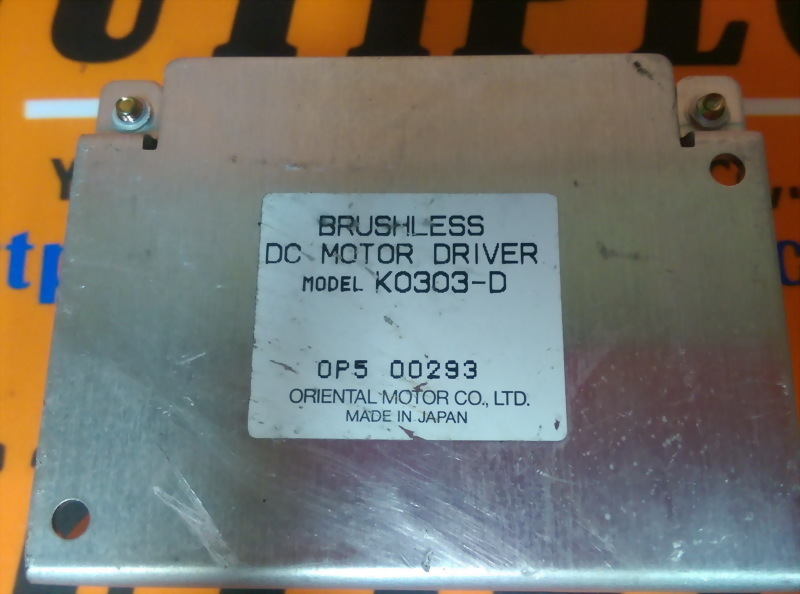 BRUSHLESS
DC MOTOR DRIVER
MODEL K0303-D
0P5 00293
ORIENTAL MOTOR CO., LTD.
MADE IN JAPAN